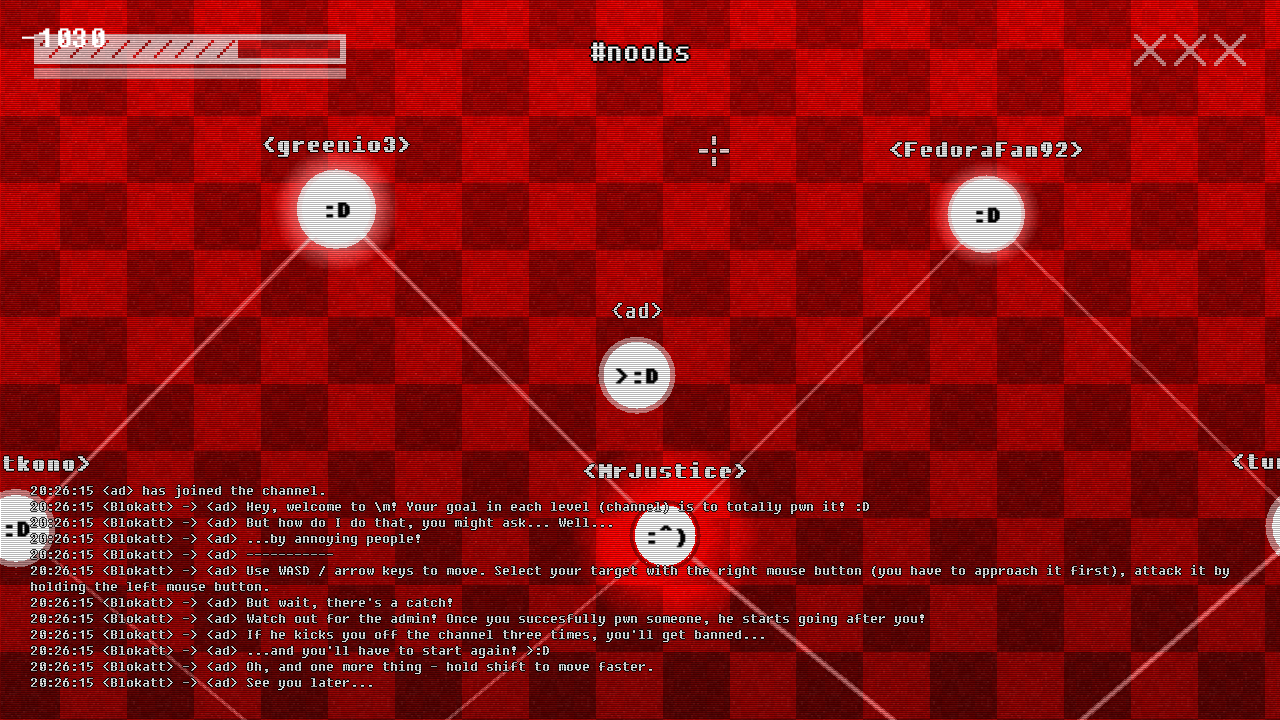 -1030
#noobs
XXX
<greenio3>
<FedoraFan92>
:D
:D
<ad>
>:D
tkono>
<MrJustice>
<tur
:D
:^)
20:26:15 <ad> has joined the channel.
20:26:15 <Blokatt> -> <ad> Hey, welcome to \m! Your goal in each level (channel) is to totally pwn it! :D
20:26:15 <Blokatt> -> <ad> But how do I do that, you might ask... Well...
20:26:15 <Blokatt> -> <ad> ...by annoying people!
20:26:15 <Blokatt> -> <ad> -----------
20:26:15 <Blokatt> -> <ad> Use WASD / arrow keys to move. Select your target with the right mouse button (you have to approach it first), attack it by
holding the left mouse button.
20:26:15 <Blokatt> -> <ad> But wait, there's a catch!
20:26:15 <Blokatt> -> <ad> Watch out for the admin! Once you succesfully pwn someone, he starts going after you!
20:26:15 <Blokatt> -> <ad> If he kicks you off the channel three times, you'll get banned...
20:26:15 <Blokatt> -> <ad> ...and you'll have to start again! >:D
20:26:15 <Blokatt> -> <ad> Oh, and one more thing - hold shift to move faster.
20:26:15 <Blokatt> -> <ad> See you later...